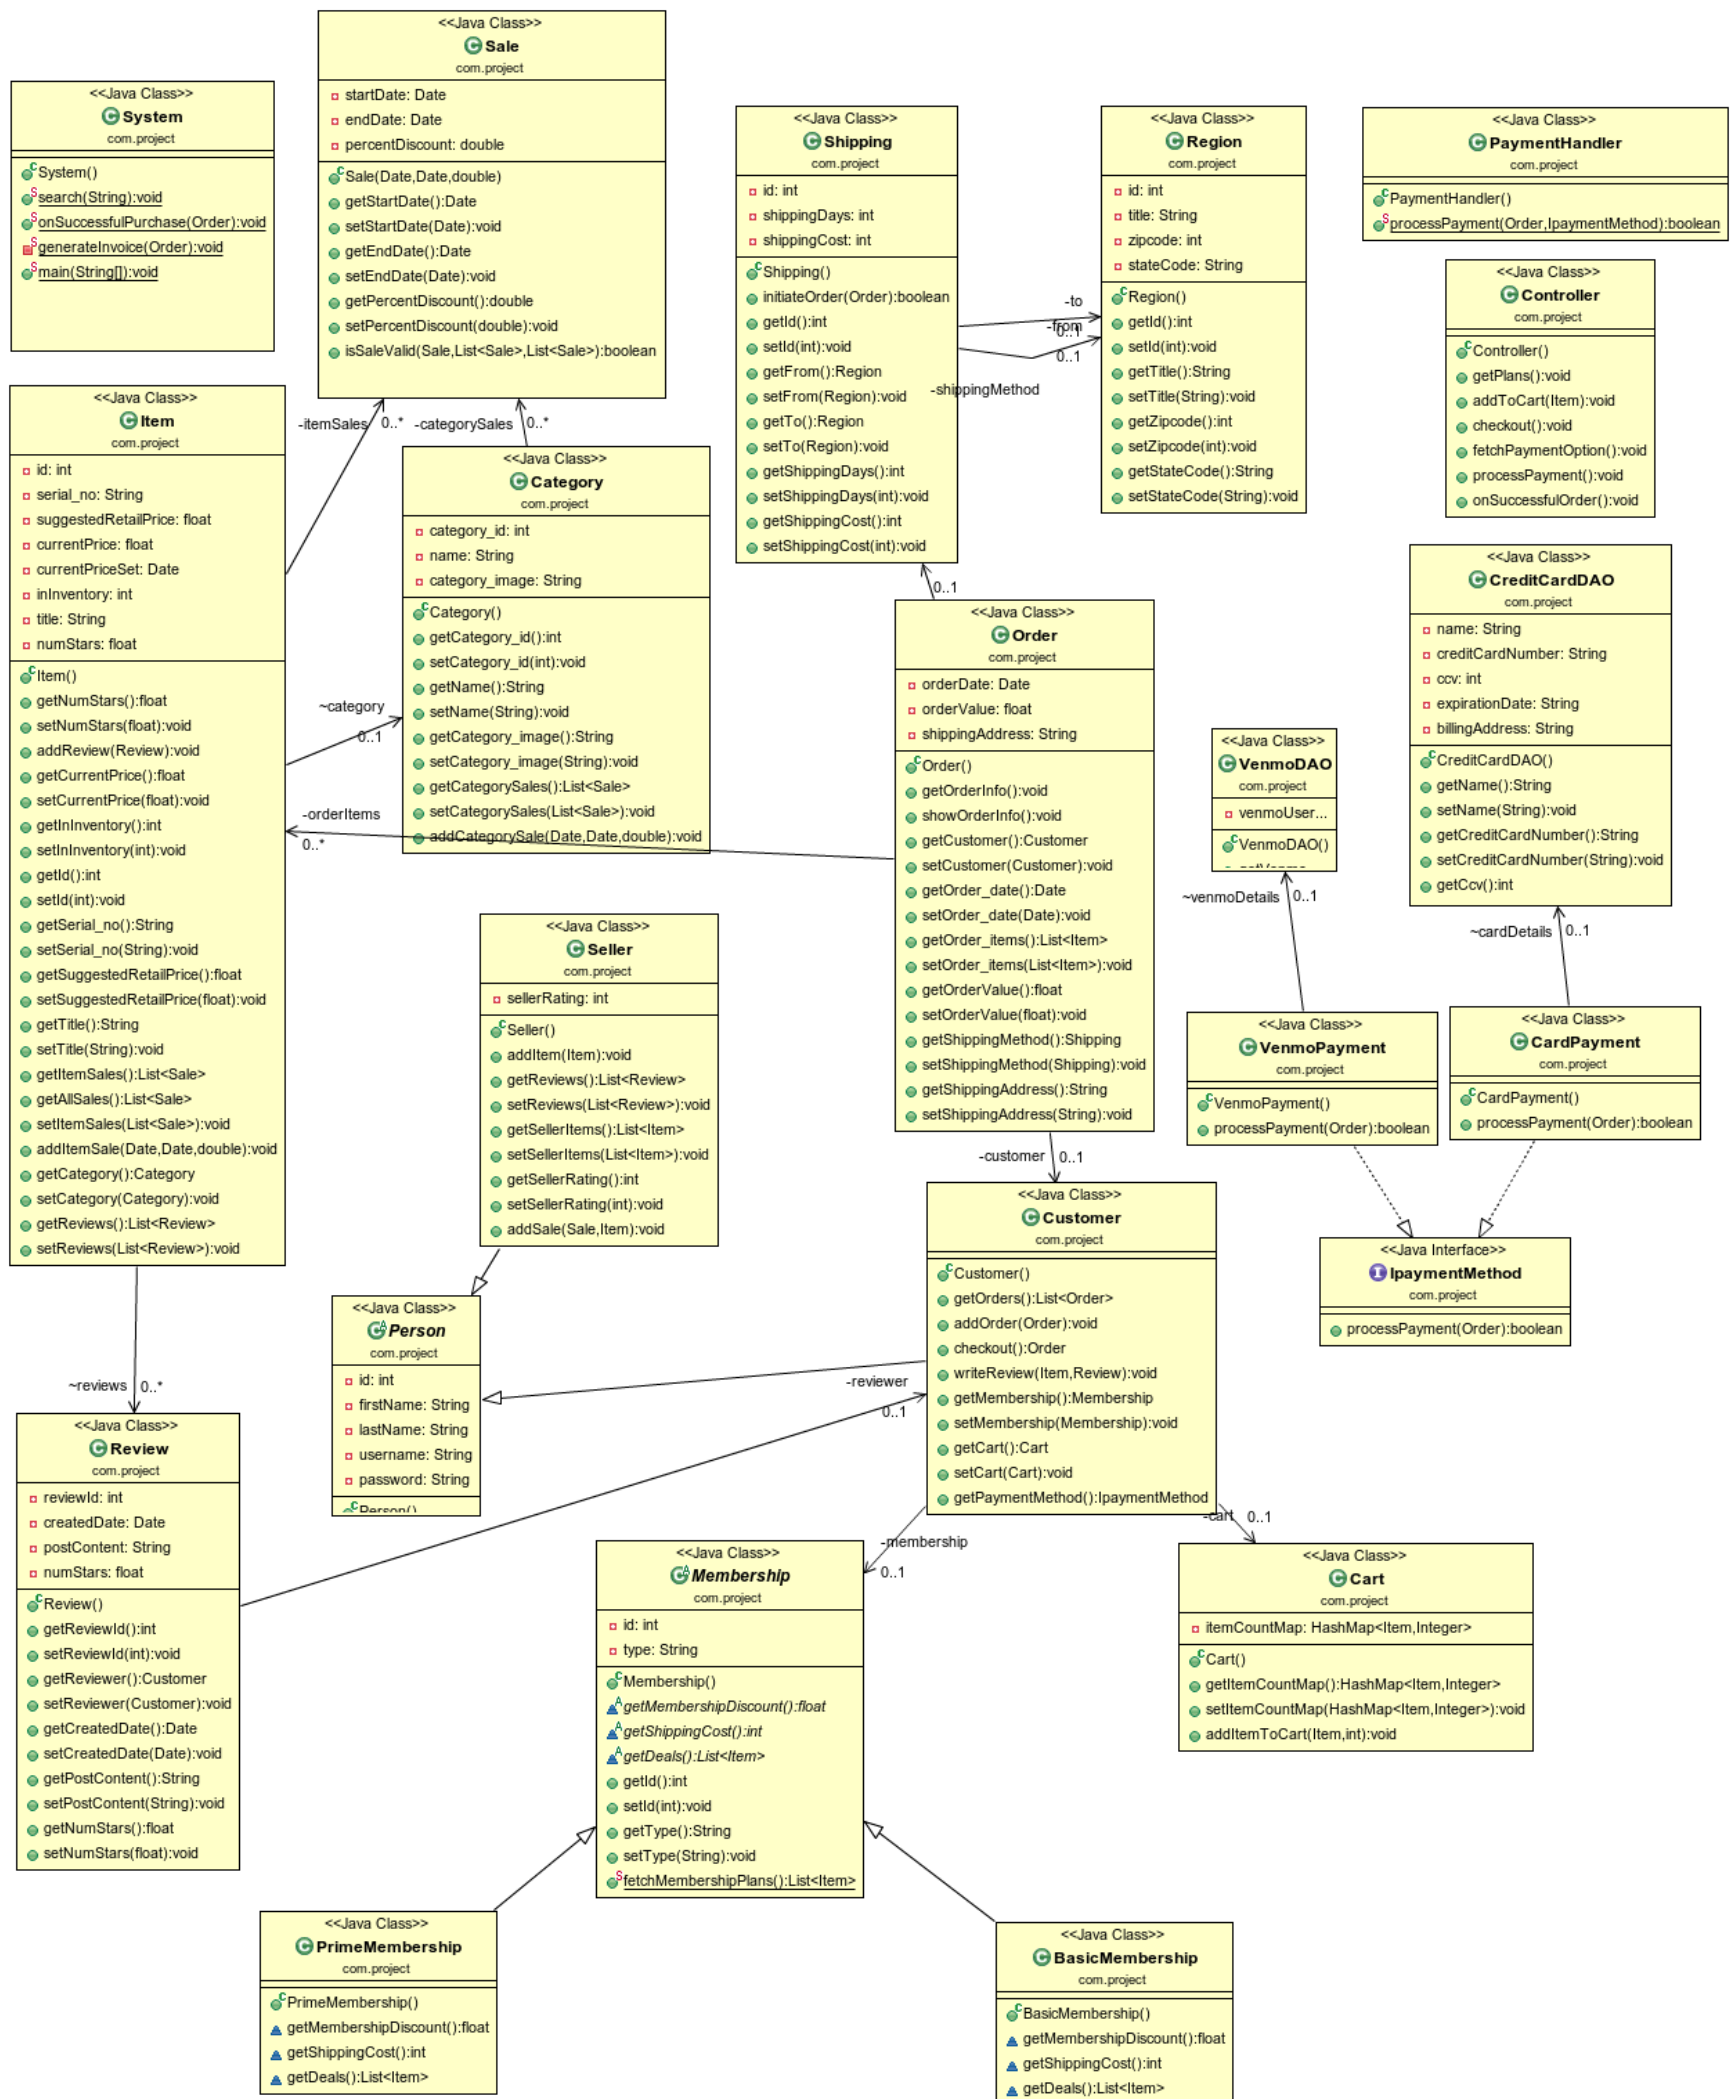 <<Java Class>>
System
com.project
System()
search(String):void
onSuccessfulPurchase(Order):void
generateInvoice(Order):void
main(String[]):void
<<Java Class>>
Sale
com.project
startDate: Date
endDate: Date
percentDiscount: double
Sale(Date,Date,double)
getStartDate():Date
setStartDate(Date):void
getEndDate():Date
setEndDate(Date):void
getPercentDiscount():double
setPercentDiscount(double):void
isSaleValid(Sale,List<Sale>,List<Sale>):boolean
<<Java Class>>
Shipping
com.project
id: int
shippingDays: int
shippingCost: int
Shipping()
initiateOrder(Order):boolean
getId():int
setId(int):void
getFrom():Region
setFrom(Region):void
getTo():Region
setTo(Region):void
getShippingDays():int
setShippingDays(int):void
getShippingCost():int
setShippingCost(int):void
-to
0..1
-from
0..1
-shippingMethod
0..1
<<Java Class>>
Region
com.project
id: int
title: String
zipcode: int
stateCode: String
Region()
getId():int
setId(int):void
getTitle():String
setTitle(String):void
getZipcode():int
setZipcode(int):void
getStateCode():String
setStateCode(String):void
<<Java Class>>
PaymentHandler
com.project
PaymentHandler()
processPayment(Order,IpaymentMethod):boolean
<<Java Class>>
Controller
com.project
Controller()
getPlans():void
addToCart(Item):void
checkout():void
fetchPaymentOption():void
processPayment():void
onSuccessfulOrder():void
<<Java Class>>
Item
com.project
id: int
serial_no: String
suggestedRetailPrice: float
currentPrice: float
currentPriceSet: Date
inInventory: int
title: String
numStars: float
Item()
getNumStars():float
setNumStars(float):void
addReview(Review):void
getCurrentPrice():float
setCurrentPrice(float):void
getInInventory():int
setInInventory(int):void
getId():int
setId(int):void
getSerial_no():String
setSerial_no(String):void
getSuggestedRetailPrice():float
setSuggestedRetailPrice(float):void
getTitle():String
setTitle(String):void
getItemSales():List<Sale>
getAllSales():List<Sale>
setItemSales(List<Sale>):void
addItemSale(Date,Date,double):void
getCategory():Category
setCategory(Category):void
getReviews():List<Review>
setReviews(List<Review>):void
-itemSales
0..*
-categorySales
0..*
<<Java Class>>
Category
com.project
category_id: int
name: String
category_image: String
Category()
getCategory_id():int
setCategory_id(int):void
getName():String
setName(String):void
getCategory_image():String
setCategory_image(String):void
getCategorySales():List<Sale>
setCategorySales(List<Sale>):void
addCategorySale(Date,Date,double):void
~category
0..1
-orderItems
0..*
<<Java Class>>
Order
com.project
orderDate: Date
orderValue: float
shippingAddress: String
Order()
getOrderInfo():void
showOrderInfo():void
getCustomer():Customer
setCustomer(Customer):void
getOrder_date():Date
setOrder_date(Date):void
getOrder_items():List<Item>
setOrder_items(List<Item>):void
getOrderValue():float
setOrderValue(float):void
getShippingMethod():Shipping
setShippingMethod(Shipping):void
getShippingAddress():String
setShippingAddress(String):void
<<Java Class>>
CreditCardDAO
com.project
name: String
creditCardNumber: String
ccv: int
expirationDate: String
billingAddress: String
CreditCardDAO()
getName():String
setName(String):void
getCreditCardNumber():String
setCreditCardNumber(String):void
getCcv():int
<<Java Class>>
VenmoDAO
com.project
venmoUser...
VenmoDAO()
~venmoDetails
0..1
~cardDetails
0..1
<<Java Class>>
Seller
com.project
sellerRating: int
Seller()
addItem(Item):void
getReviews():List<Review>
setReviews(List<Review>):void
getSellerItems():List<Item>
setSellerItems(List<Item>):void
getSellerRating():int
setSellerRating(int):void
addSale(Sale,Item):void
<<Java Class>>
VenmoPayment
com.project
VenmoPayment()
processPayment(Order):boolean
<<Java Class>>
CardPayment
com.project
CardPayment()
processPayment(Order):boolean
-customer
0..1
<<Java Class>>
Customer
com.project
Customer()
getOrders():List<Order>
addOrder(Order):void
checkout():Order
writeReview(Item,Review):void
getMembership():Membership
setMembership(Membership):void
getCart():Cart
setCart(Cart):void
getPaymentMethod():IpaymentMethod
<<Java Interface>>
IpaymentMethod
com.project
processPayment(Order):boolean
<<Java Class>>
Person
com.project
id: int
firstName: String
lastName: String
username: String
password: String
Person()
-reviewer
0..1
~reviews
0..*
<<Java Class>>
Review
com.project
reviewId: int
createdDate: Date
postContent: String
numStars: float
Review()
getReviewId():int
setReviewId(int):void
getReviewer():Customer
setReviewer(Customer):void
getCreatedDate():Date
setCreatedDate(Date):void
getPostContent():String
setPostContent(String):void
getNumStars():float
setNumStars(float):void
-membership
0..1
-cart
0..1
<<Java Class>>
Membership
com.project
id: int
type: String
Membership()
getMembershipDiscount():float
getShippingCost():int
getDeals():List<Item>
getId():int
setId(int):void
getType():String
setType(String):void
fetchMembershipPlans():List<Item>
<<Java Class>>
Cart
com.project
itemCountMap: HashMap<Item,Integer>
Cart()
getItemCountMap():HashMap<Item,Integer>
setItemCountMap(HashMap<Item,Integer>):void
addItemToCart(Item,int):void
<<Java Class>>
PrimeMembership
com.project
PrimeMembership()
getMembershipDiscount():float
getShippingCost():int
getDeals():List<Item>
<<Java Class>>
BasicMembership
com.project
BasicMembership()
getMembershipDiscount():float
getShippingCost():int
getDeals():List<Item>